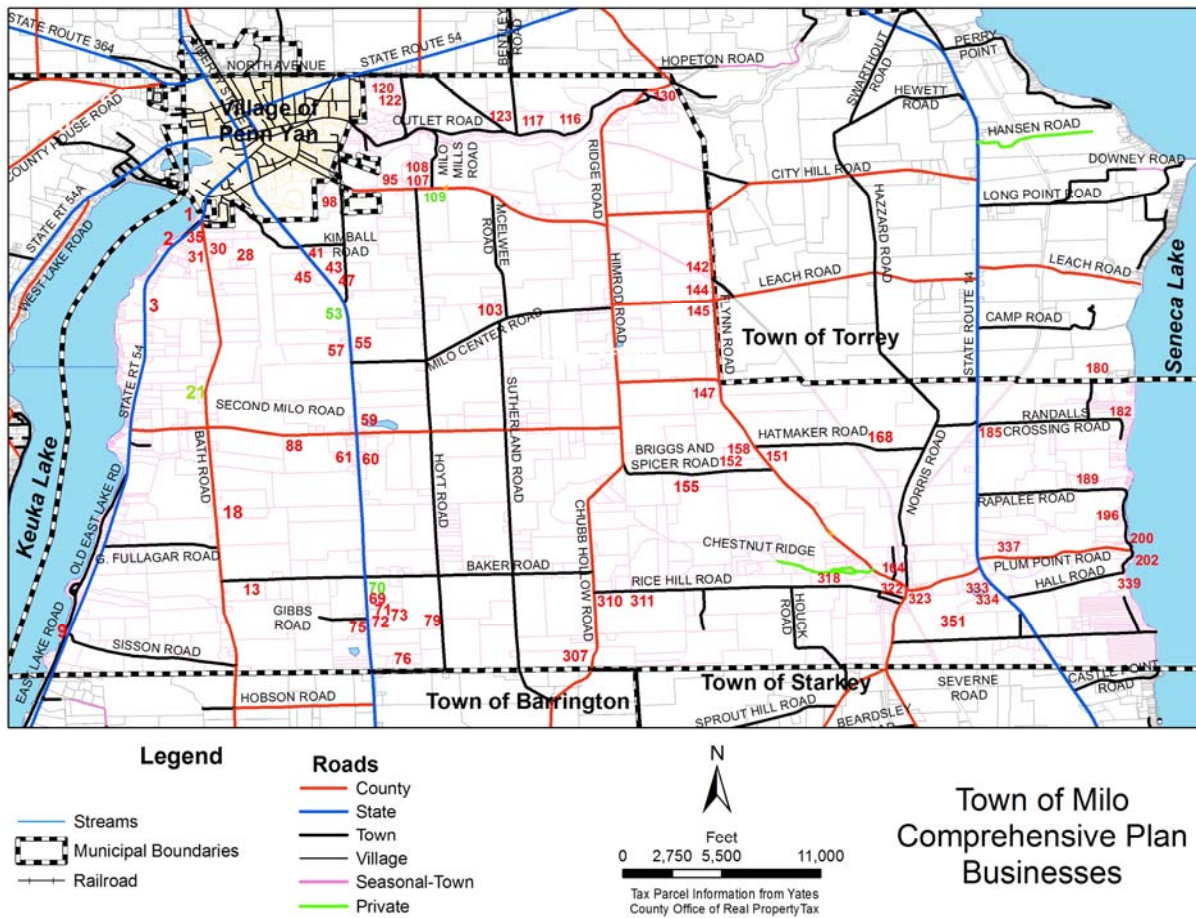 STATE ROUTE 364
STATE ROUTE 54
BENTLEY
ROAD
PERRY
POINT
NORTH AVENUE
HOPETON ROAD
SWARTHOUT
ROAD
Village of
Penn Yan
120
122
130
HEWETT
ROAD
COUNTY HOUSE ROAD
OUTLET ROAD
123
117
116
HANSEN ROAD
MILO
MILLS
ROAD
RIDGE ROAD
DOWNEY ROAD
STATE RT 54A
108
95
107
109
CITY HILL ROAD
LONG POINT ROAD
98
WEST LAKE ROAD
1
2
35
31
30
28
KIMBALL
ROAD
41
43
45
47
MCELWEE
ROAD
HIMROD ROAD
HAZZARD ROAD
142
LEACH ROAD
LEACH ROAD
144
145
Seneca Lake
3
53
103
FLYNN ROAD
STATE ROUTE 14
CAMP ROAD
55
57
MILO CENTER ROAD
Town of Torrey
STATE RT 54
21
180
147
SECOND MILO ROAD
59
SUTHERLAND ROAD
182
RANDALLS
CROSSING ROAD
185
88
61
60
BATH ROAD
HOYT ROAD
BRIGGS AND
SPICER ROAD
158
152
151
HATMAKER ROAD
168
155
NORRIS ROAD
189
RAPALEE ROAD
196
Keuka Lake
OLD EAST LAKE RD
18
CHUBB HOLLOW ROAD
G. FULLAGAR ROAD
CHESTNUT RIDGE
337
200
202
PLUM POINT ROAD
HALL ROAD
BAKER ROAD
13
70
69
71
73
72
75
GIBBS
ROAD
79
RICE HILL ROAD
310
311
318
164
322
323
333
334
339
351
HOUCK
ROAD
9
EAST LAKE ROAD
SISSON ROAD
76
307
HOBSON ROAD
Town of Barrington
Town of Starkey
SEVERNE
ROAD
CASTLE POINT
ROAD
SPROUT HILL ROAD
BEARDSLEY
Legend
Streams
Municipal Boundaries
Railroad
Roads
County
State
Town
Village
Seasonal-Town
Private
N
Feet
0 2,750 5,500 11,000
Tax Parcel Information from Yates
County Office of Real PropertyTax
Town of Milo
Comprehensive Plan
Businesses